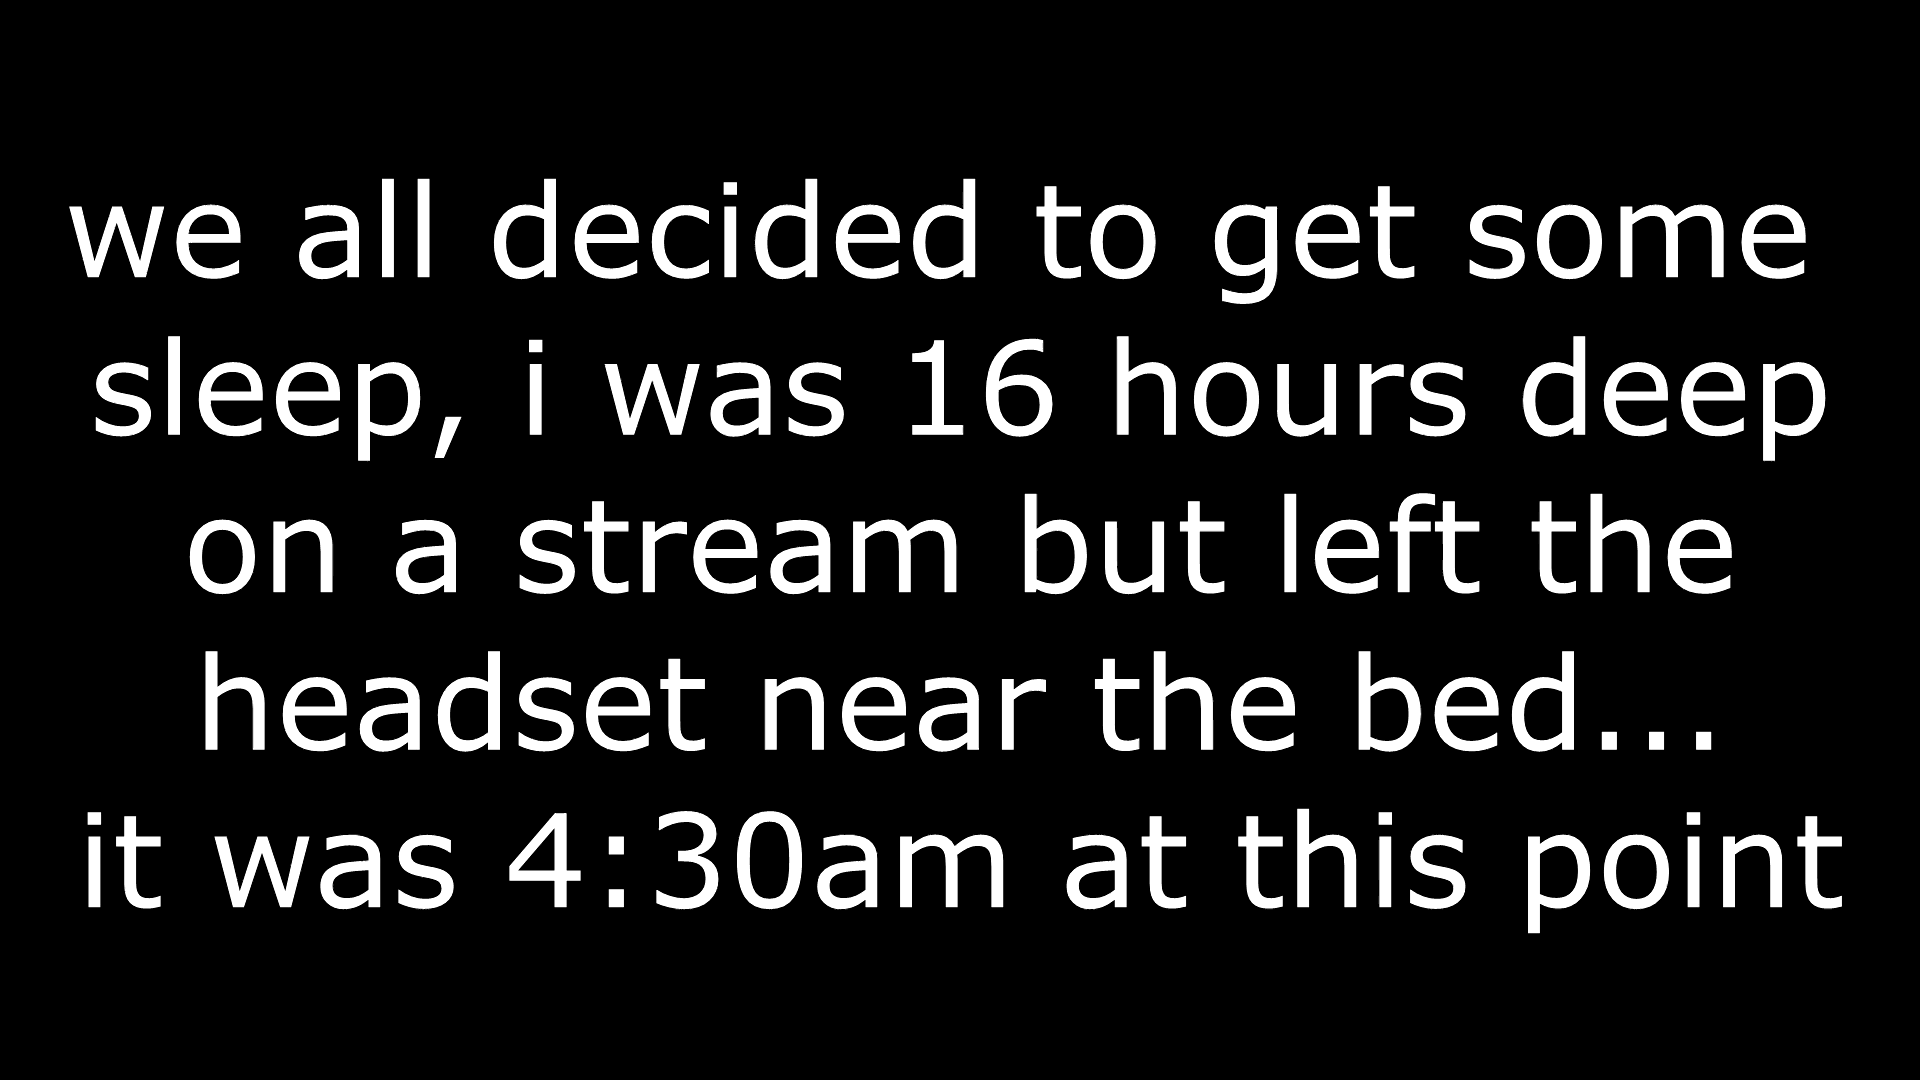 we all decided to get some
sleep, i was 16 hours deep
on a stream but left the
headset near the bed...
it was 4:30am at this point